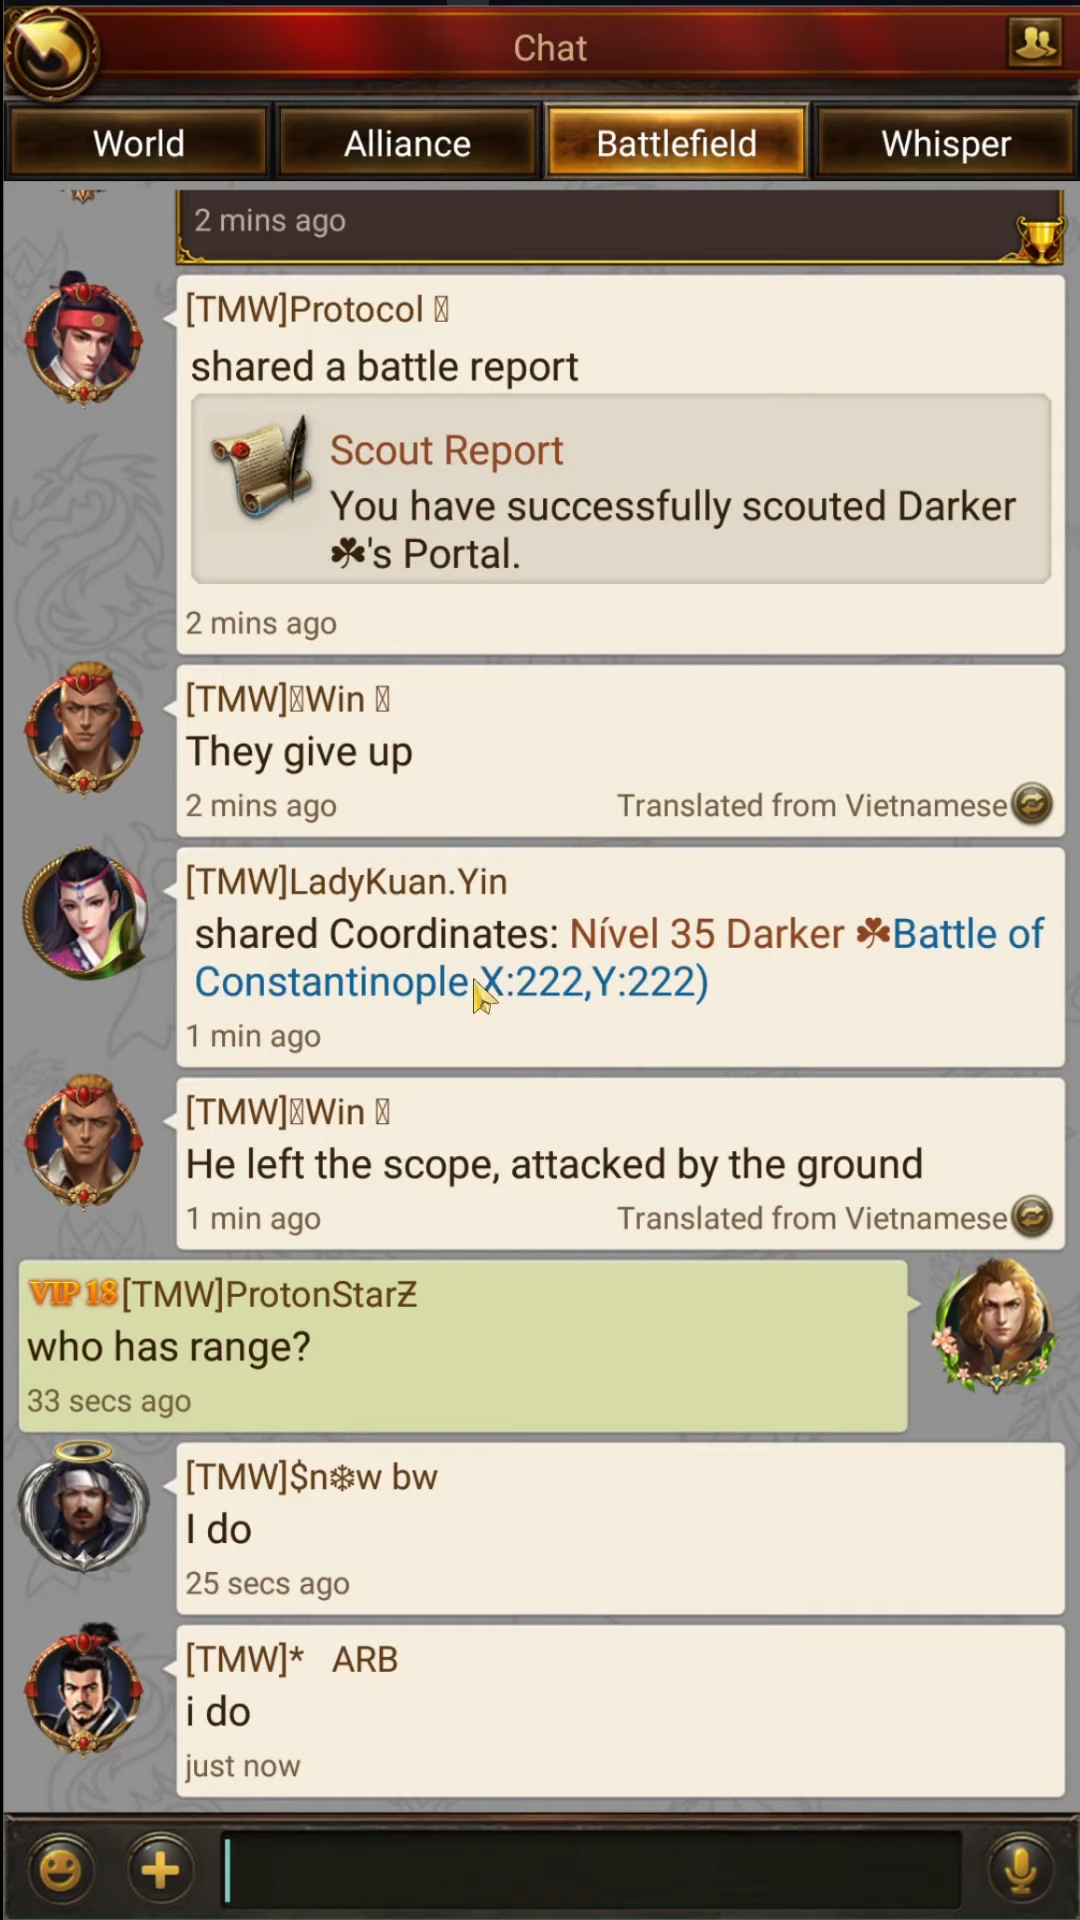 Chat
World Alliance Battlefield Whisper
2 mins ago
[TMW]Protocol
shared a battle report
Scout Report
You have successfully scouted Darker
☘'s Portal.
2 mins ago
[TMW]Win
They give up
2 mins ago Translated from Vietnamese
[TMW]LadyKuan.Yin
shared Coordinates: Nível 35 Darker ☘Battle of
Constantinople X:222,Y:222)
1 min ago
[TMW]Win
He left the scope, attacked by the ground
1 min ago Translated from Vietnamese
VIP 18 [TMW]ProtonStarƵ
who has range?
33 secs ago
[TMW]$n❄w bw
I do
25 secs ago
[TMW]* ARB
i do
just now